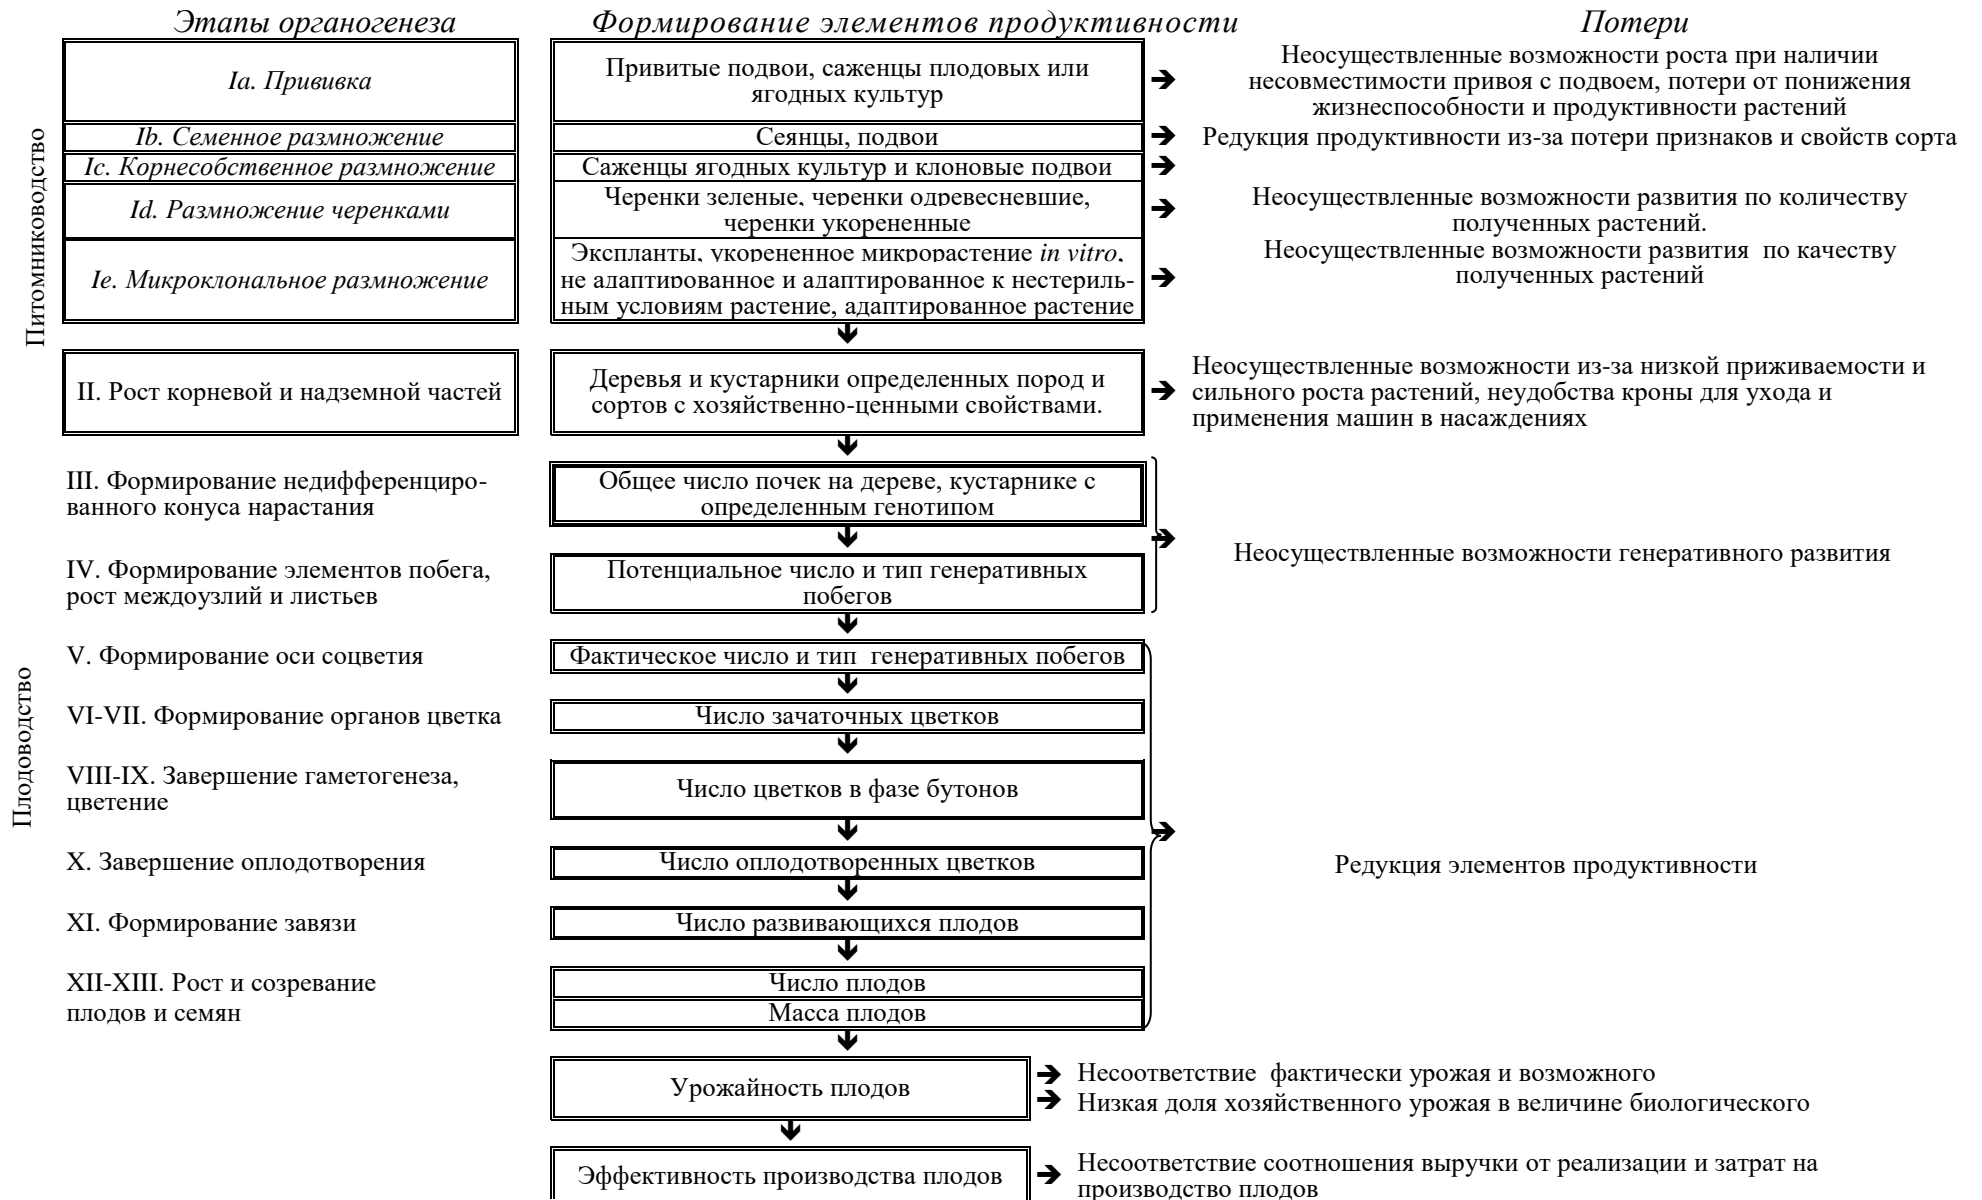 Этапы органогенеза
Формирование элементов продуктивности
Потери
Питомниководство
Iа. Прививка
Привитые подвои, саженцы плодовых или
ягодных культур
Неосуществленные возможности роста при наличии
несовместимости привоя с подвоем, потери от понижения
жизнеспособности и продуктивности растений
Ib. Семенное размножение
Сеянцы, подвои
Редукция продуктивности из-за потери признаков и свойств сорта
Ic. Корнесобственное размножение
Саженцы ягодных культур и клоновые подвои
Id. Размножение черенками
Черенки зеленые, черенки одревесневшие,
черенки укорененные
Неосуществленные возможности развития по количеству
полученных растений.
Ie. Микроклональное размножение
Экспланты, укорененное микрорастение in vitro,
не адаптированное и адаптированное к нестериль-
ным условиям растение, адаптированное растение
Неосуществленные возможности развития по качеству
полученных растений
II. Рост корневой и надземной частей
Деревья и кустарники определенных пород и
сортов с хозяйственно-ценными свойствами.
Неосуществленные возможности из-за низкой приживаемости и
сильного роста растений, неудобства кроны для ухода и
применения машин в насаждениях
Плодоводство
III. Формирование недифференциро-
ванного конуса нарастания
Общее число почек на дереве, кустарнике с
определенным генотипом
IV. Формирование элементов побега,
рост междоузлий и листьев
Потенциальное число и тип генеративных
побегов
Неосуществленные возможности генеративного развития
V. Формирование оси соцветия
Фактическое число и тип генеративных побегов
VI-VII. Формирование органов цветка
Число зачаточных цветков
VIII-IX. Завершение гаметогенеза,
цветение
Число цветков в фазе бутонов
X. Завершение оплодотворения
Число оплодотворенных цветков
Редукция элементов продуктивности
XI. Формирование завязи
Число развивающихся плодов
XII-XIII. Рост и созревание
плодов и семян
Число плодов
Масса плодов
Урожайность плодов
Несоответствие фактически урожая и возможного
Низкая доля хозяйственного урожая в величине биологического
Эффективность производства плодов
Несоответствие соотношения выручки от реализации и затрат на
производство плодов